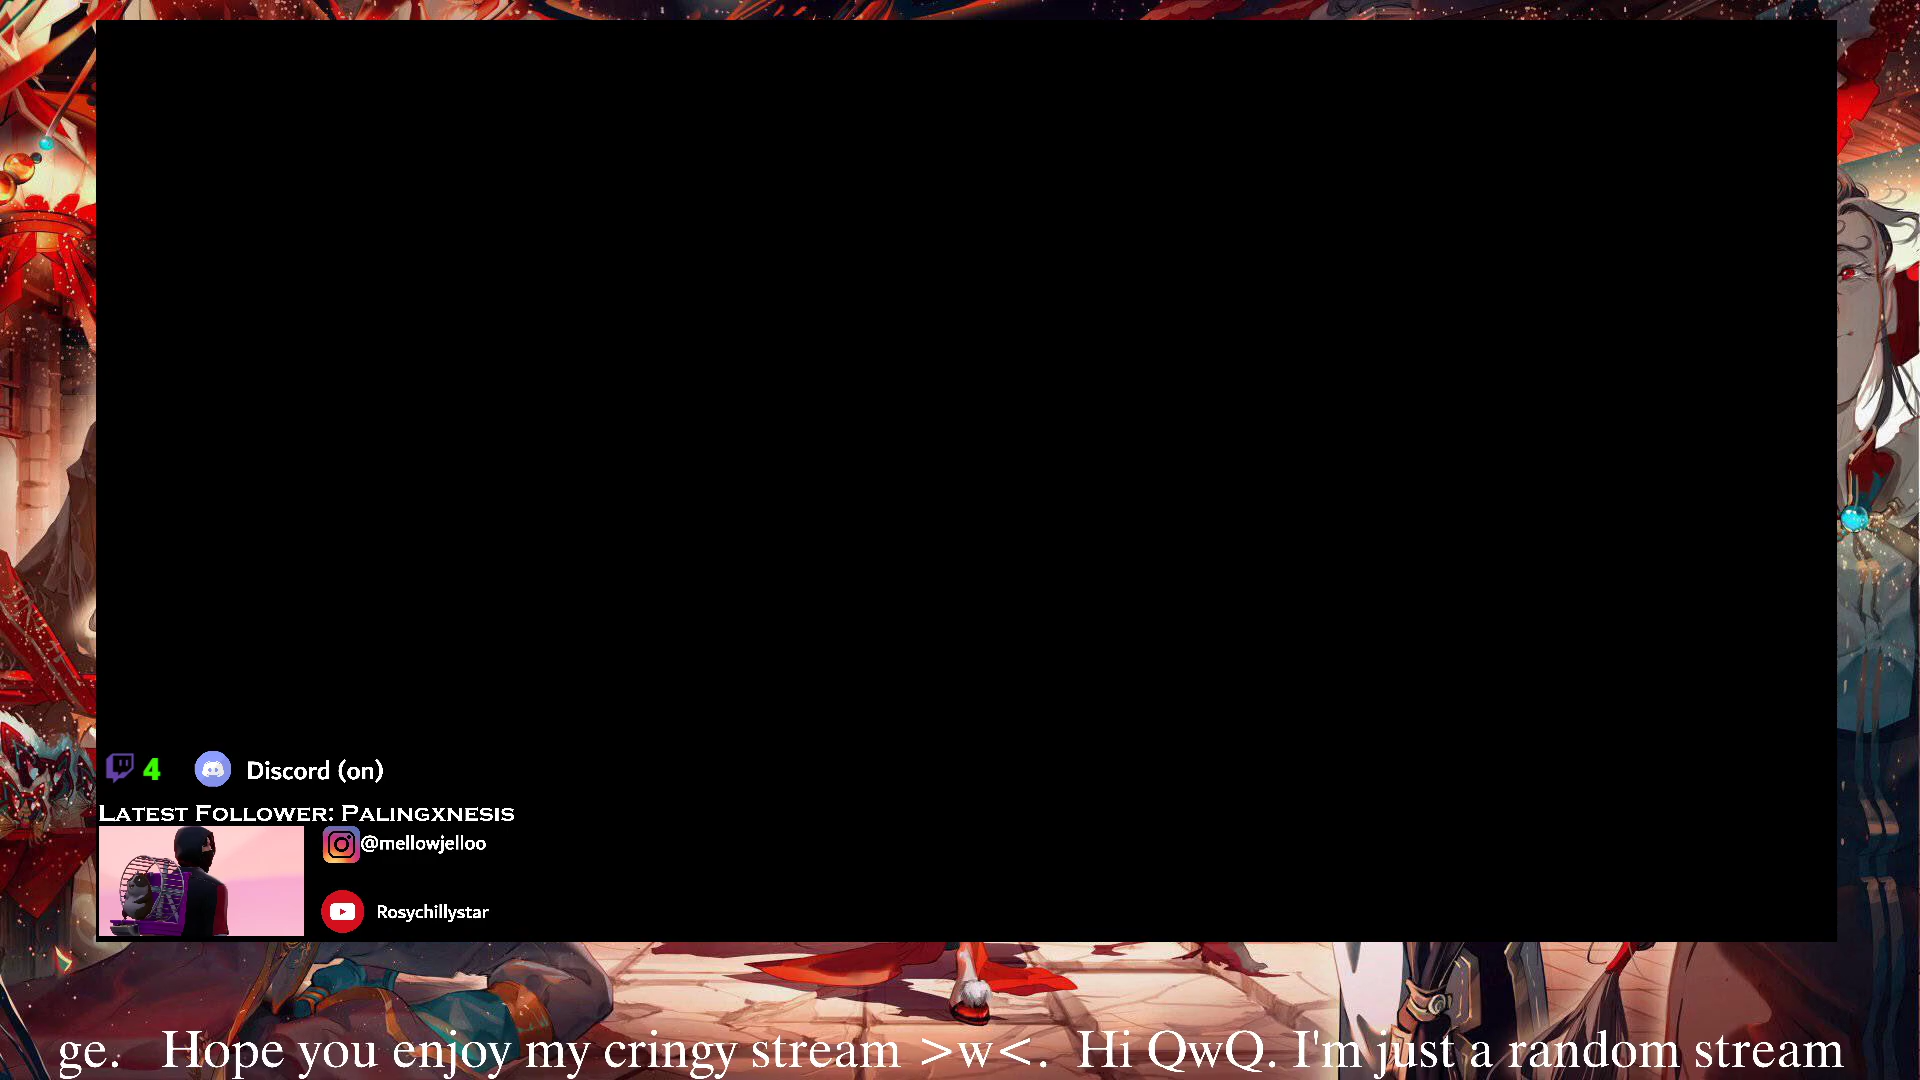 4 Discord (on)
Latest Follower: Palingxnesis
@mellowjelloo
Rosychillystar
ge. Hope you enjoy my cringy stream >w<. Hi QwQ. I'm just a random stream